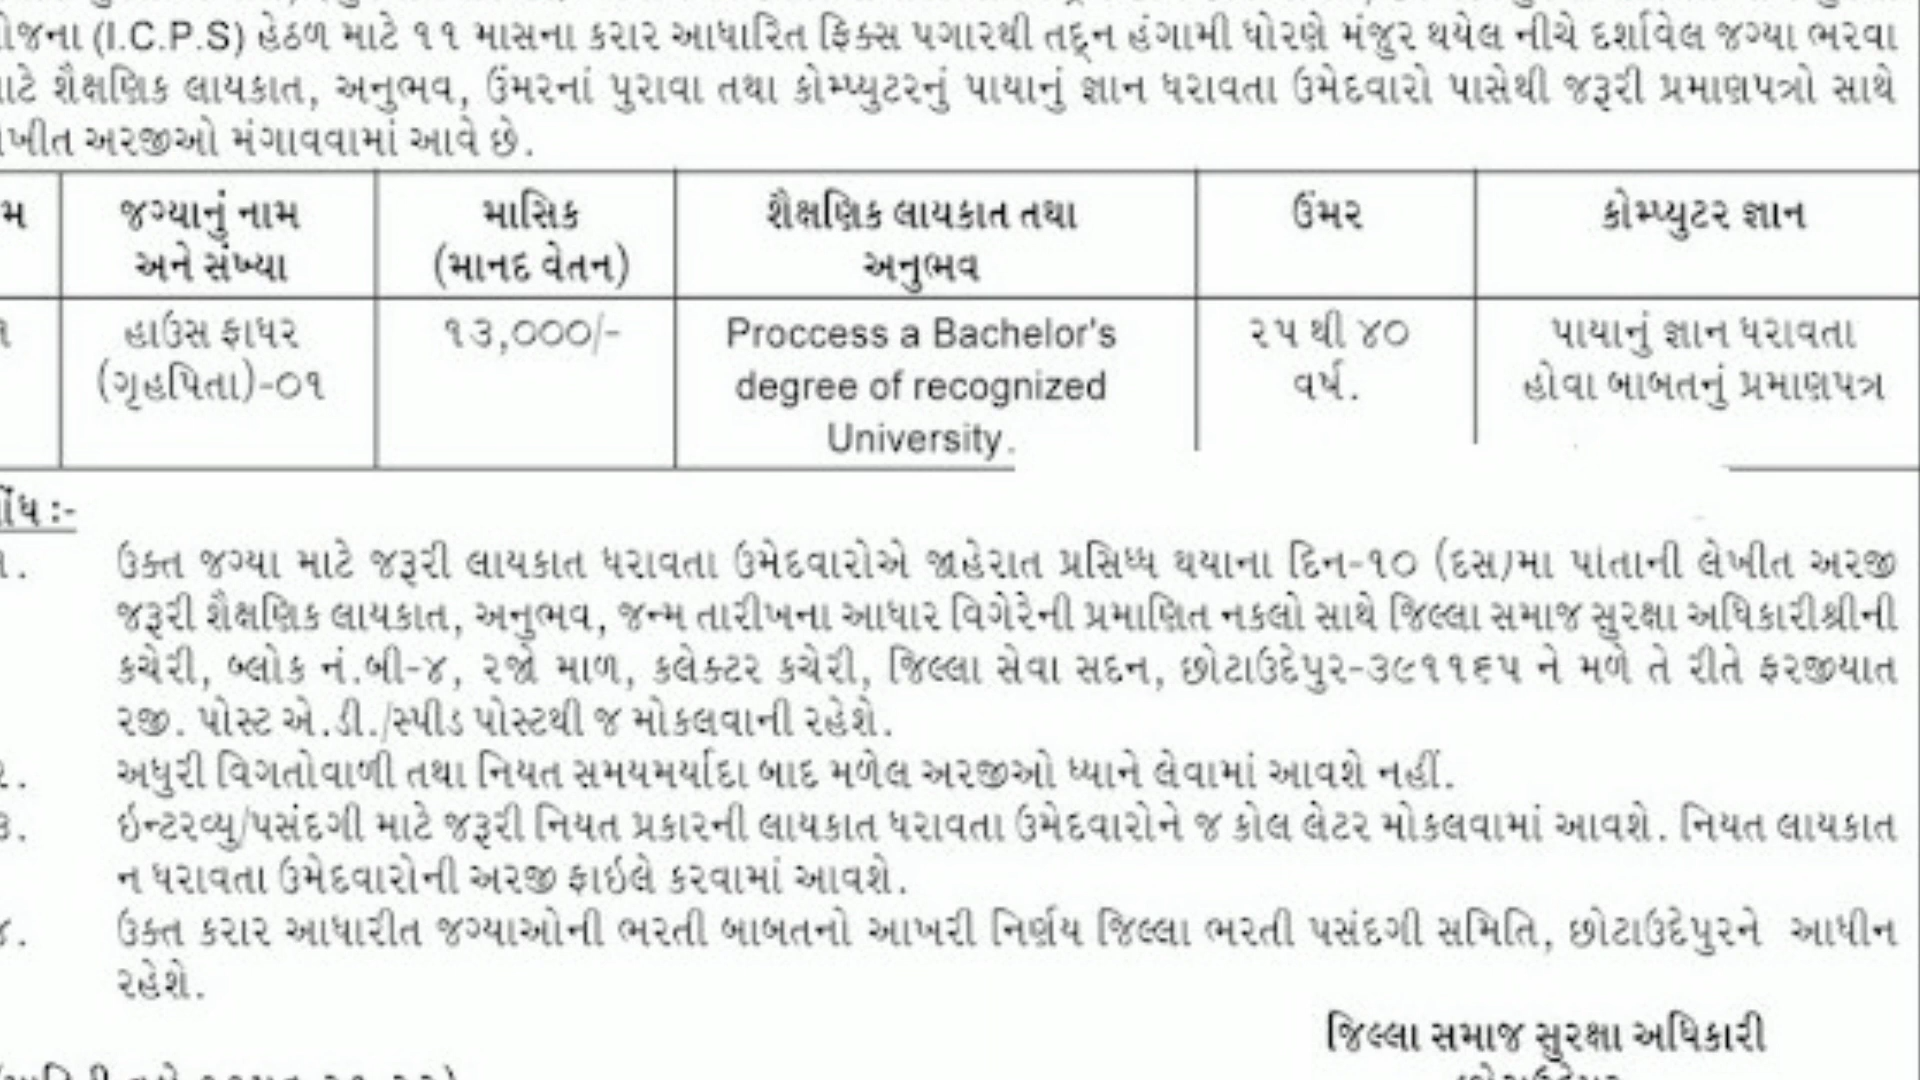 યોજના (I.C.P.S) હેઠળ માટે ૧૧ માસના કરાર આધારિત ફિક્સ પગારથી તદ્દન હંગામી ધોરણે મંજુર થયેલ નીચે દર્શાવેલ જગ્યા ભરવા
માટે શૈક્ષણિક લાયકાત, અનુભવ, ઉંમરનાં પુરાવા તથા કોમ્પ્યુટરનું પાયાનું જ્ઞાન ધરાવતા ઉમેદવારો પાસેથી જરૂરી પ્રમાણપત્રો સાથે
લેખીત અરજીઓ મંગાવવામાં આવે છે.
મ
જગ્યાનું નામ
અને સંખ્યા
માસિક
(માનદ વેતન)
શૈક્ષણિક લાયકાત તથા
અનુભવ
ઉંમર
કોમ્પ્યુટર જ્ઞાન
૧
હાઉસ ફાધર
(ગૃહપિતા)-૦૧
૧૩,૦૦૦/-
Proccess a Bachelor's
degree of recognized
University.
૨૫ થી ૪૦
વર્ષ.
પાયાનું જ્ઞાન ધરાવતા
હોવા બાબતનું પ્રમાણપત્ર
નોંધ :-
૧. ઉક્ત જગ્યા માટે જરૂરી લાયકાત ધરાવતા ઉમેદવારોએ જાહેરાત પ્રસિધ્ધ થયાના દિન-૧૦ (દસ)મા પોતાની લેખીત અરજી
જરૂરી શૈક્ષણિક લાયકાત, અનુભવ, જન્મ તારીખના આધાર વિગેરેની પ્રમાણિત નકલો સાથે જિલ્લા સમાજ સુરક્ષા અધિકારીશ્રીની
કચેરી, બ્લોક નં.બી-૪, ૨જો માળ, કલેક્ટર કચેરી, જિલ્લા સેવા સદન, છોટાઉદેપુર-૩૯૧૧૬૫ ને મળે તે રીતે ફરજીયાત
રજી. પોસ્ટ એ.ડી./સ્પીડ પોસ્ટથી જ મોકલવાની રહેશે.
૨. અધુરી વિગતોવાળી તથા નિયત સમયમર્યાદા બાદ મળેલ અરજીઓ ધ્યાને લેવામાં આવશે નહીં.
૩. ઇન્ટરવ્યુ/પસંદગી માટે જરૂરી નિયત પ્રકારની લાયકાત ધરાવતા ઉમેદવારોને જ કોલ લેટર મોકલવામાં આવશે. નિયત લાયકાત
ન ધરાવતા ઉમેદવારોની અરજી ફાઇલે કરવામાં આવશે.
૪. ઉક્ત કરાર આધારીત જગ્યાઓની ભરતી બાબતનો આખરી નિર્ણય જિલ્લા ભરતી પસંદગી સમિતિ, છોટાઉદેપુરને આધીન
રહેશે.
જિલ્લા સમાજ સુરક્ષા અધિકારી